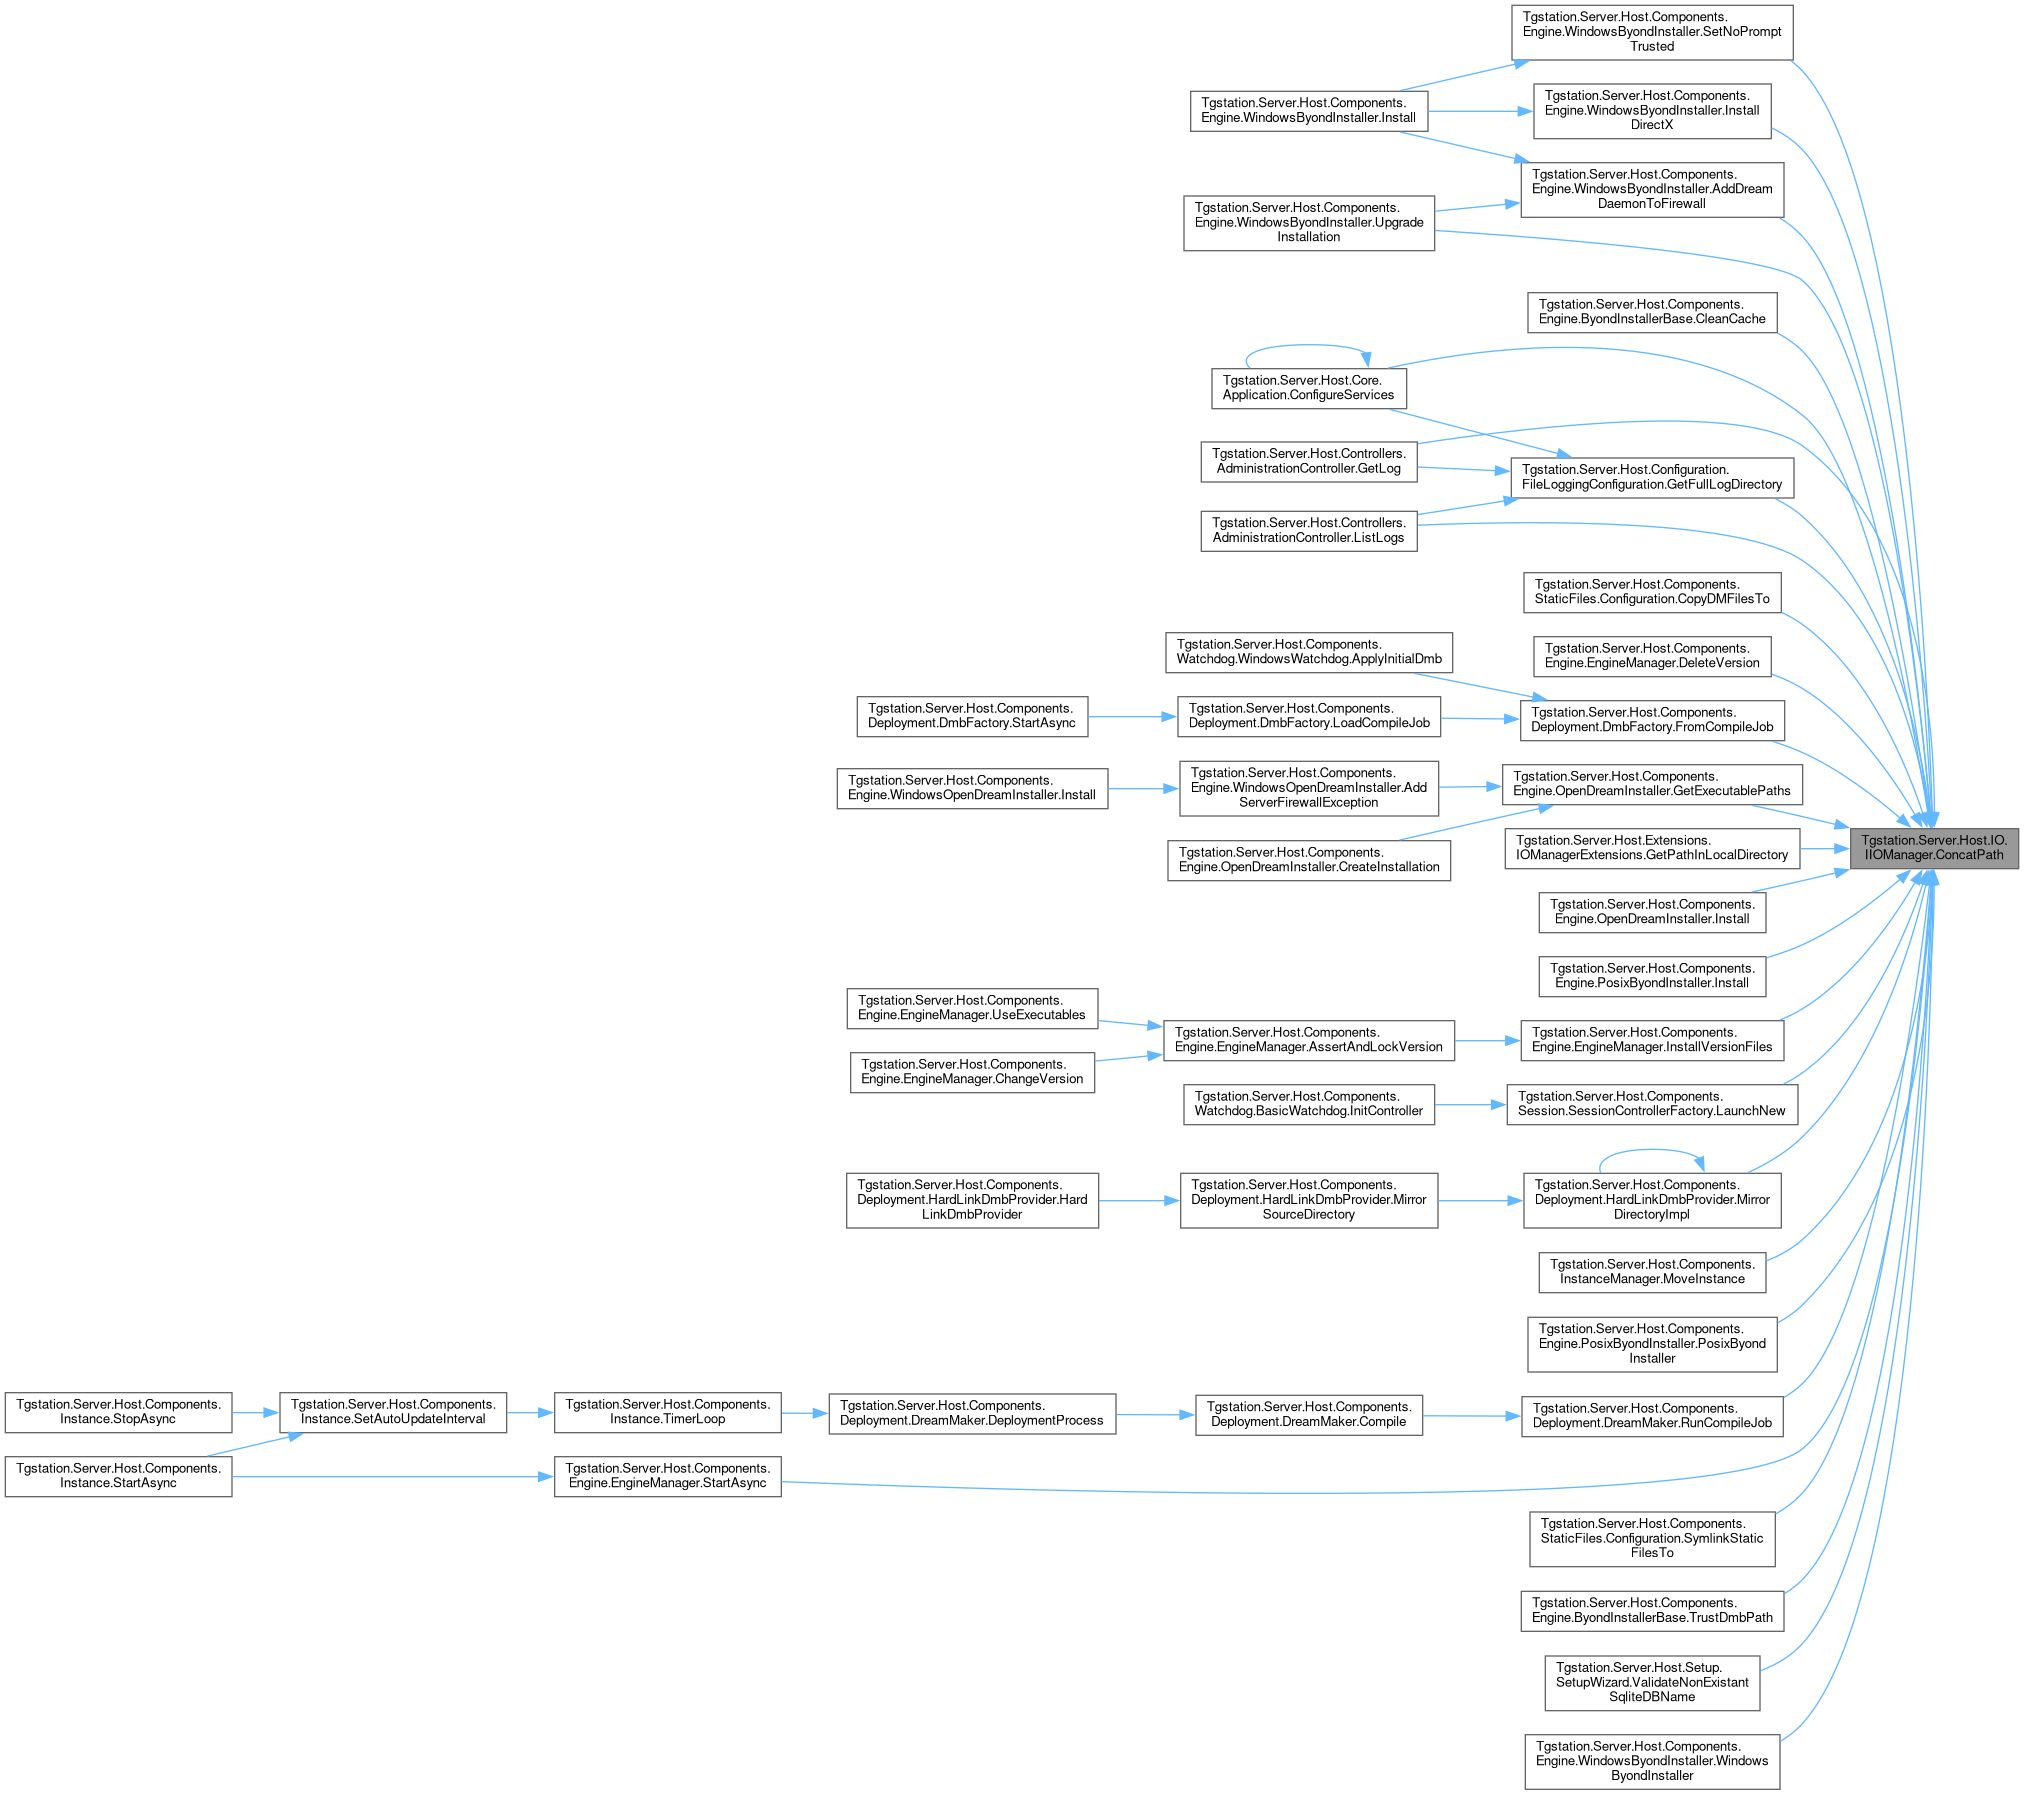 Tgstation.Server.Host.Components.
Engine.WindowsByondInstaller.SetNoPrompt
Trusted
Tgstation.Server.Host.Components.
Engine.WindowsByondInstaller.Install
Tgstation.Server.Host.Components.
Engine.WindowsByondInstaller.Install
DirectX
Tgstation.Server.Host.Components.
Engine.WindowsByondInstaller.AddDream
DaemonToFirewall
Tgstation.Server.Host.Components.
Engine.WindowsByondInstaller.Upgrade
Installation
Tgstation.Server.Host.Components.
Engine.ByondInstallerBase.CleanCache
Tgstation.Server.Host.Core.
Application.ConfigureServices
Tgstation.Server.Host.Controllers.
AdministrationController.GetLog
Tgstation.Server.Host.Configuration.
FileLoggingConfiguration.GetFullLogDirectory
Tgstation.Server.Host.Controllers.
AdministrationController.ListLogs
Tgstation.Server.Host.Components.
StaticFiles.Configuration.CopyDMFilesTo
Tgstation.Server.Host.Components.
Watchdog.WindowsWatchdog.ApplyInitialDmb
Tgstation.Server.Host.Components.
Engine.EngineManager.DeleteVersion
Tgstation.Server.Host.Components.
Deployment.DmbFactory.StartAsync
Tgstation.Server.Host.Components.
Deployment.DmbFactory.LoadCompileJob
Tgstation.Server.Host.Components.
Deployment.DmbFactory.FromCompileJob
Tgstation.Server.Host.Components.
Engine.WindowsOpenDreamInstaller.Install
Tgstation.Server.Host.Components.
Engine.WindowsOpenDreamInstaller.Add
ServerFirewallException
Tgstation.Server.Host.Components.
Engine.OpenDreamInstaller.GetExecutablePaths
Tgstation.Server.Host.Components.
Engine.OpenDreamInstaller.CreateInstallation
Tgstation.Server.Host.Extensions.
IOManagerExtensions.GetPathInLocalDirectory
Tgstation.Server.Host.IO.
IIOManager.ConcatPath
Tgstation.Server.Host.Components.
Engine.OpenDreamInstaller.Install
Tgstation.Server.Host.Components.
Engine.PosixByondInstaller.Install
Tgstation.Server.Host.Components.
Engine.EngineManager.UseExecutables
Tgstation.Server.Host.Components.
Engine.EngineManager.AssertAndLockVersion
Tgstation.Server.Host.Components.
Engine.EngineManager.InstallVersionFiles
Tgstation.Server.Host.Components.
Engine.EngineManager.ChangeVersion
Tgstation.Server.Host.Components.
Watchdog.BasicWatchdog.InitController
Tgstation.Server.Host.Components.
Session.SessionControllerFactory.LaunchNew
Tgstation.Server.Host.Components.
Deployment.HardLinkDmbProvider.Hard
LinkDmbProvider
Tgstation.Server.Host.Components.
Deployment.HardLinkDmbProvider.Mirror
SourceDirectory
Tgstation.Server.Host.Components.
Deployment.HardLinkDmbProvider.Mirror
DirectoryImpl
Tgstation.Server.Host.Components.
InstanceManager.MoveInstance
Tgstation.Server.Host.Components.
Engine.PosixByondInstaller.PosixByond
Installer
Tgstation.Server.Host.Components.
Instance.StopAsync
Tgstation.Server.Host.Components.
Instance.SetAutoUpdateInterval
Tgstation.Server.Host.Components.
Instance.TimerLoop
Tgstation.Server.Host.Components.
Deployment.DreamMaker.DeploymentProcess
Tgstation.Server.Host.Components.
Deployment.DreamMaker.Compile
Tgstation.Server.Host.Components.
Deployment.DreamMaker.RunCompileJob
Tgstation.Server.Host.Components.
Instance.StartAsync
Tgstation.Server.Host.Components.
Engine.EngineManager.StartAsync
Tgstation.Server.Host.Components.
StaticFiles.Configuration.SymlinkStatic
FilesTo
Tgstation.Server.Host.Components.
Engine.ByondInstallerBase.TrustDmbPath
Tgstation.Server.Host.Setup.
SetupWizard.ValidateNonExistant
SqliteDBName
Tgstation.Server.Host.Components.
Engine.WindowsByondInstaller.Windows
ByondInstaller